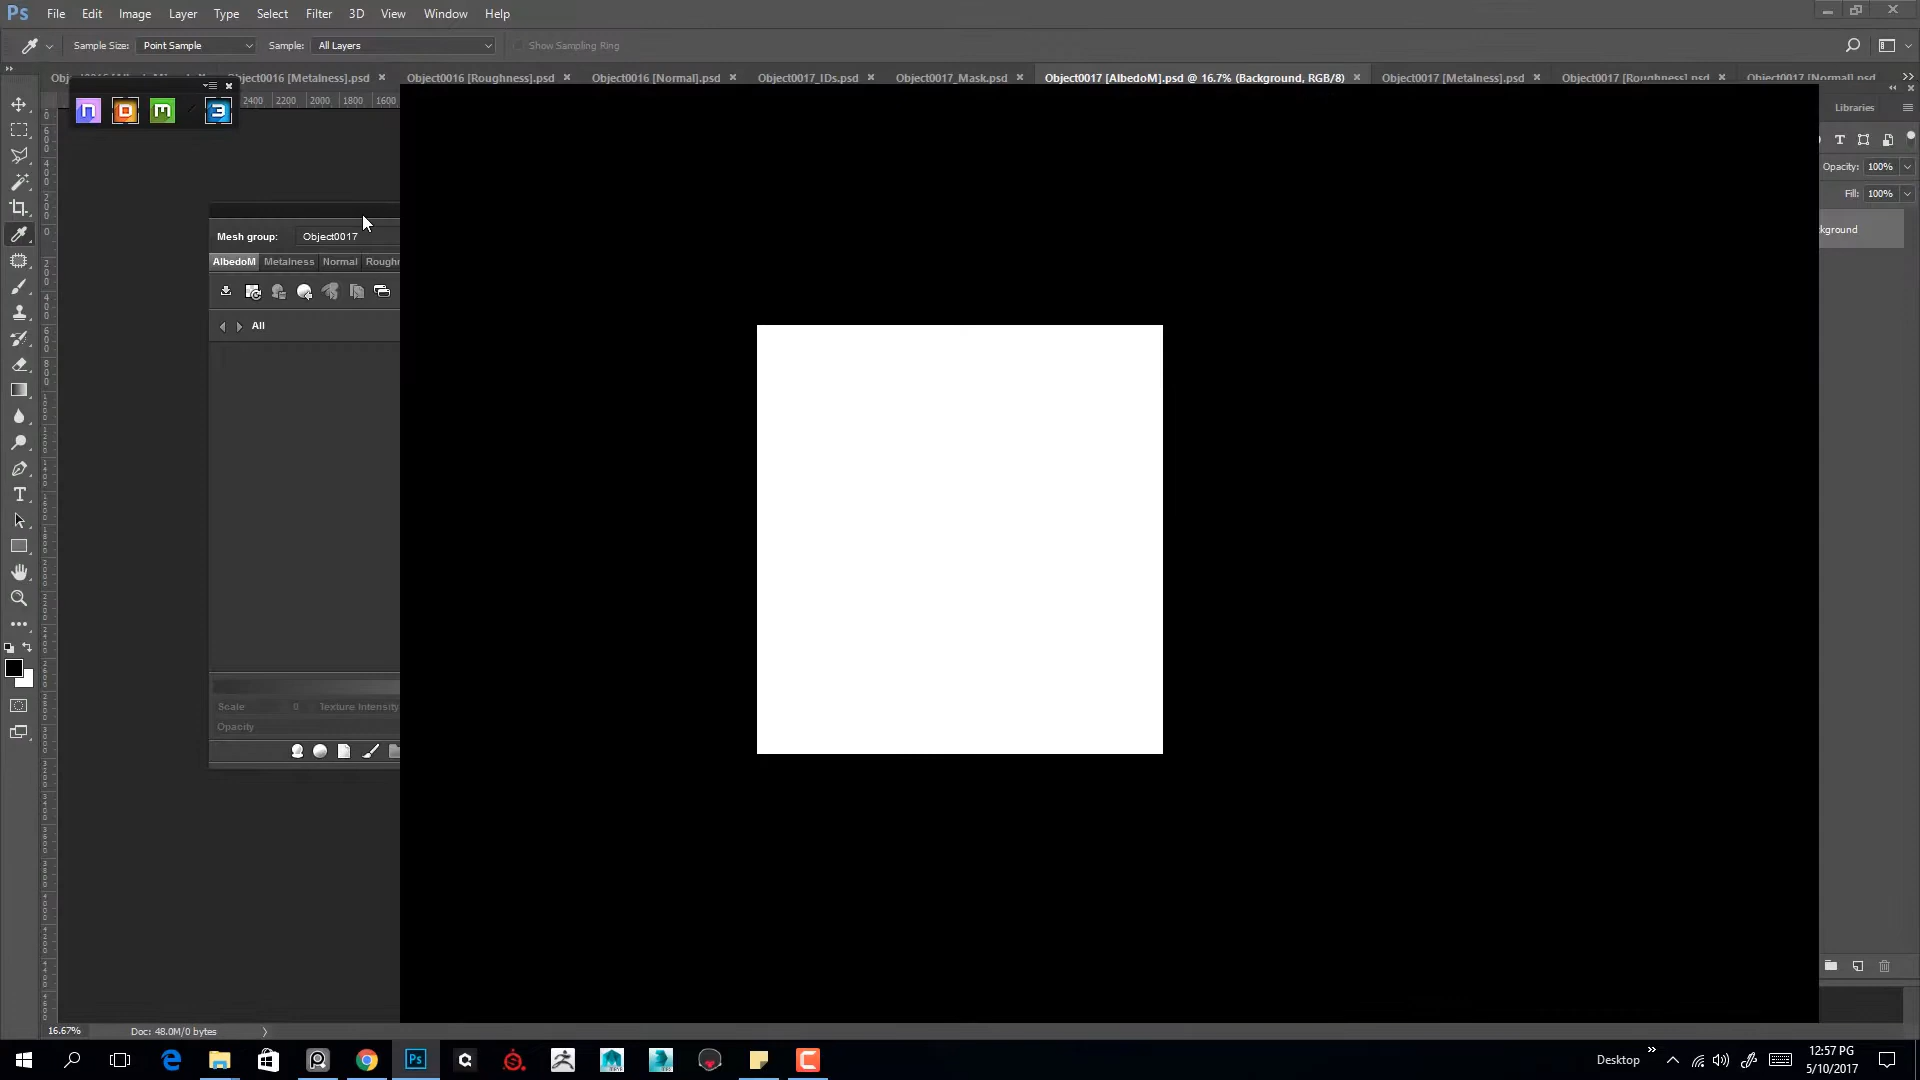 Ps File Edit Image Layer Type Select Filter 3D View Window Help
Sample Size: Point Sample Sample: All Layers Show Sampling Ring
Object0016 [Metalness].psd Object0016 [Roughness].psd Object0016 [Normal].psd Object0017_IDs.psd Object0017_Mask.psd Object0017 [AlbedoM].psd @ 16.7% (Background, RGB/8) Object0017 [Metalness].psd Object0017 [Roughness].psd Object0017 [Normal].psd
2400 2200 2000 1800 1600
Libraries
n D M 3
T
Opacity: 100%
Fill: 100%
kground
Mesh group: Object0017
AlbedoM Metalness Normal Rough
All
Scale 0 Texture Intensity
Opacity
16.67% Doc: 48.0M/0 bytes
Ps
Desktop
12:57 PG
5/10/2017